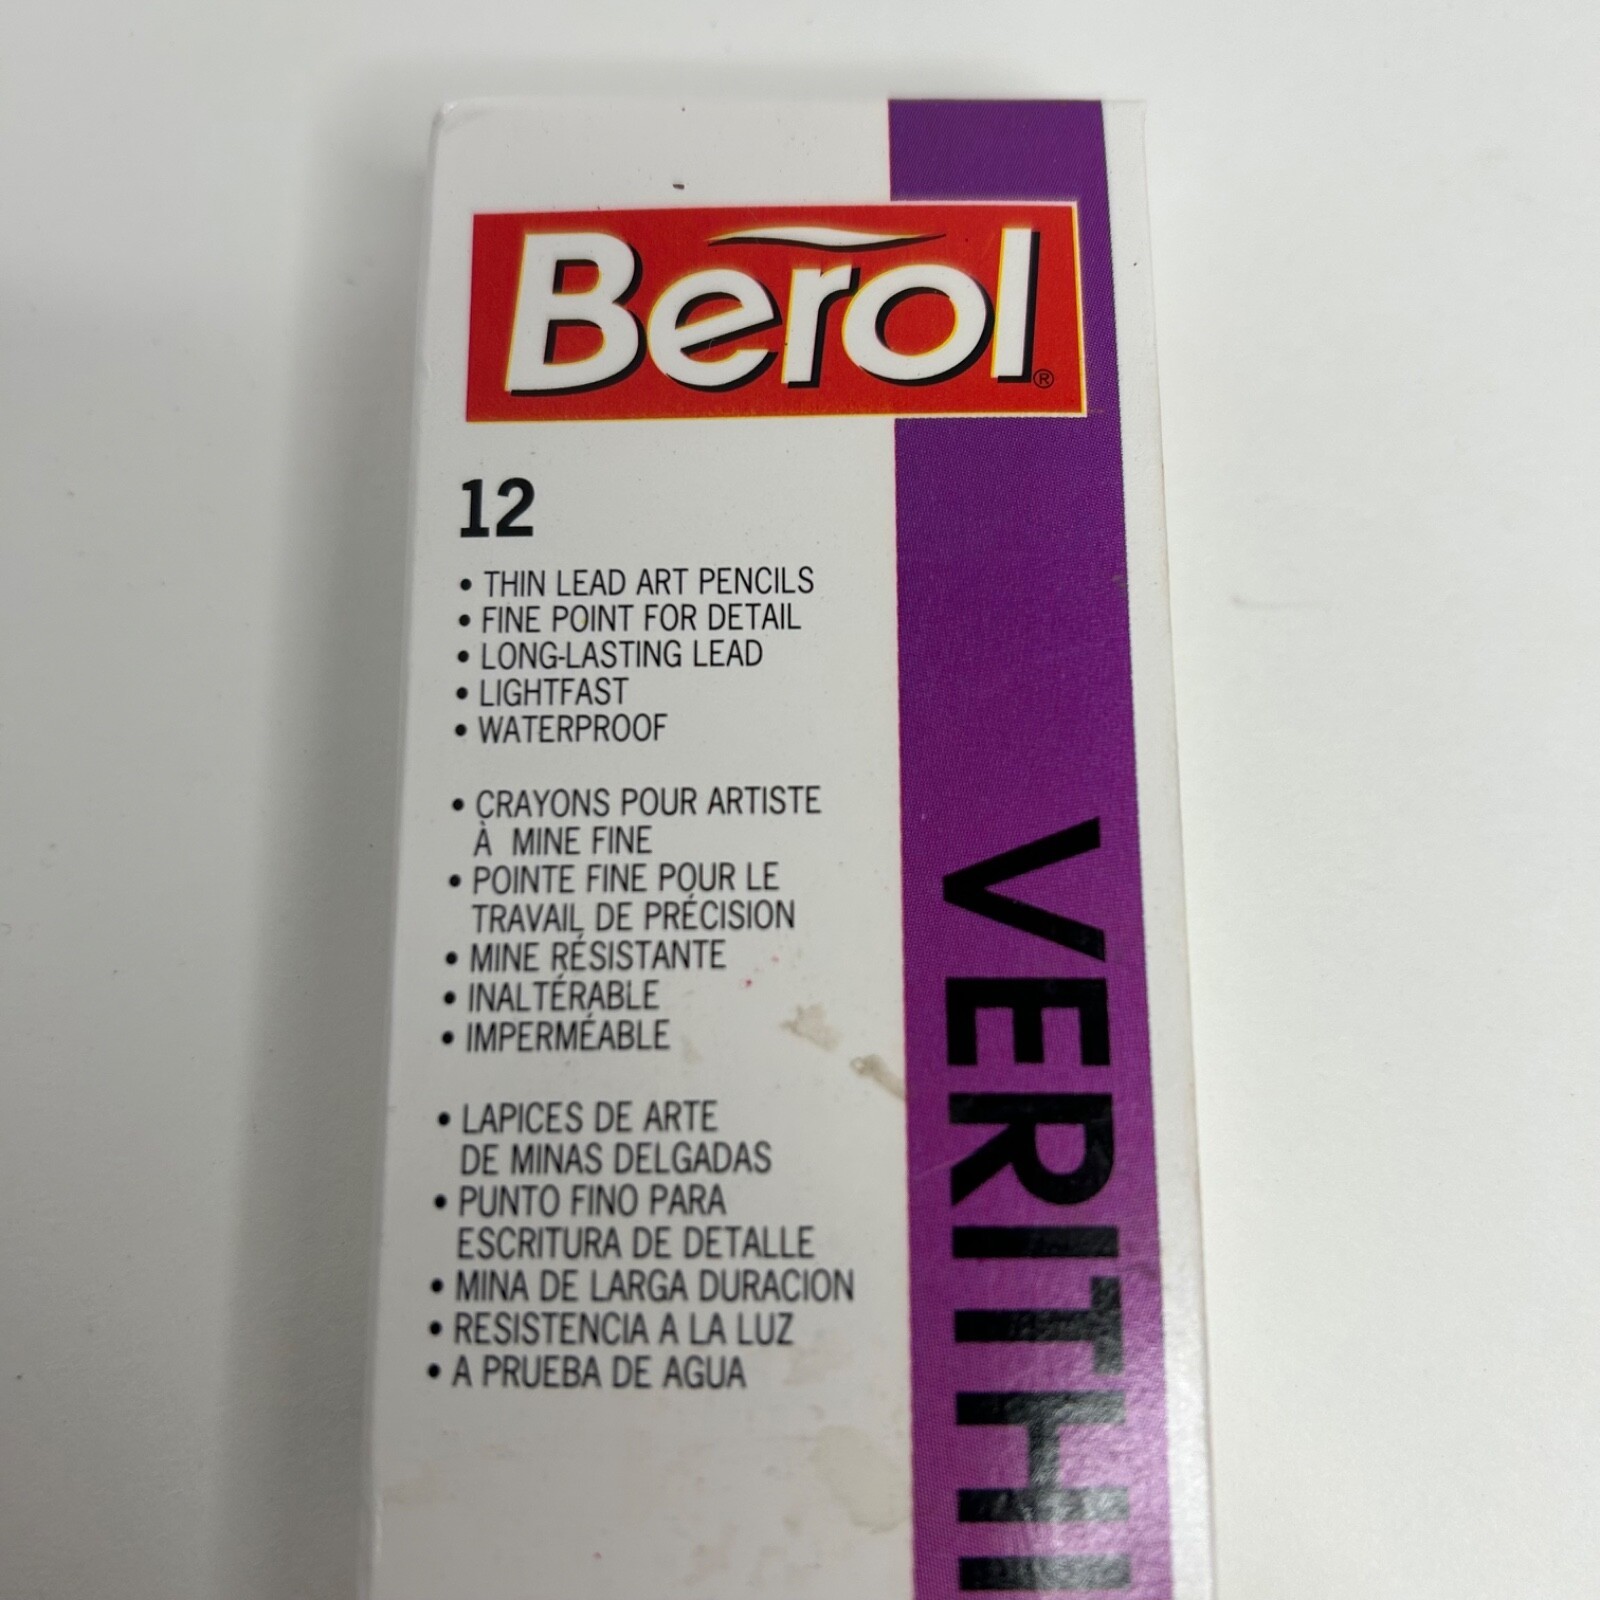 Berol®
12
• THIN LEAD ART PENCILS
• FINE POINT FOR DETAIL
• LONG-LASTING LEAD
• LIGHTFAST
• WATERPROOF
• CRAYONS POUR ARTISTE
À MINE FINE
• POINTE FINE POUR LE
TRAVAIL DE PRÉCISION
• MINE RÉSISTANTE
• INALTÉRABLE
• IMPERMÉABLE
• LAPICES DE ARTE
DE MINAS DELGADAS
• PUNTO FINO PARA
ESCRITURA DE DETALLE
• MINA DE LARGA DURACION
• RESISTENCIA A LA LUZ
• A PRUEBA DE AGUA